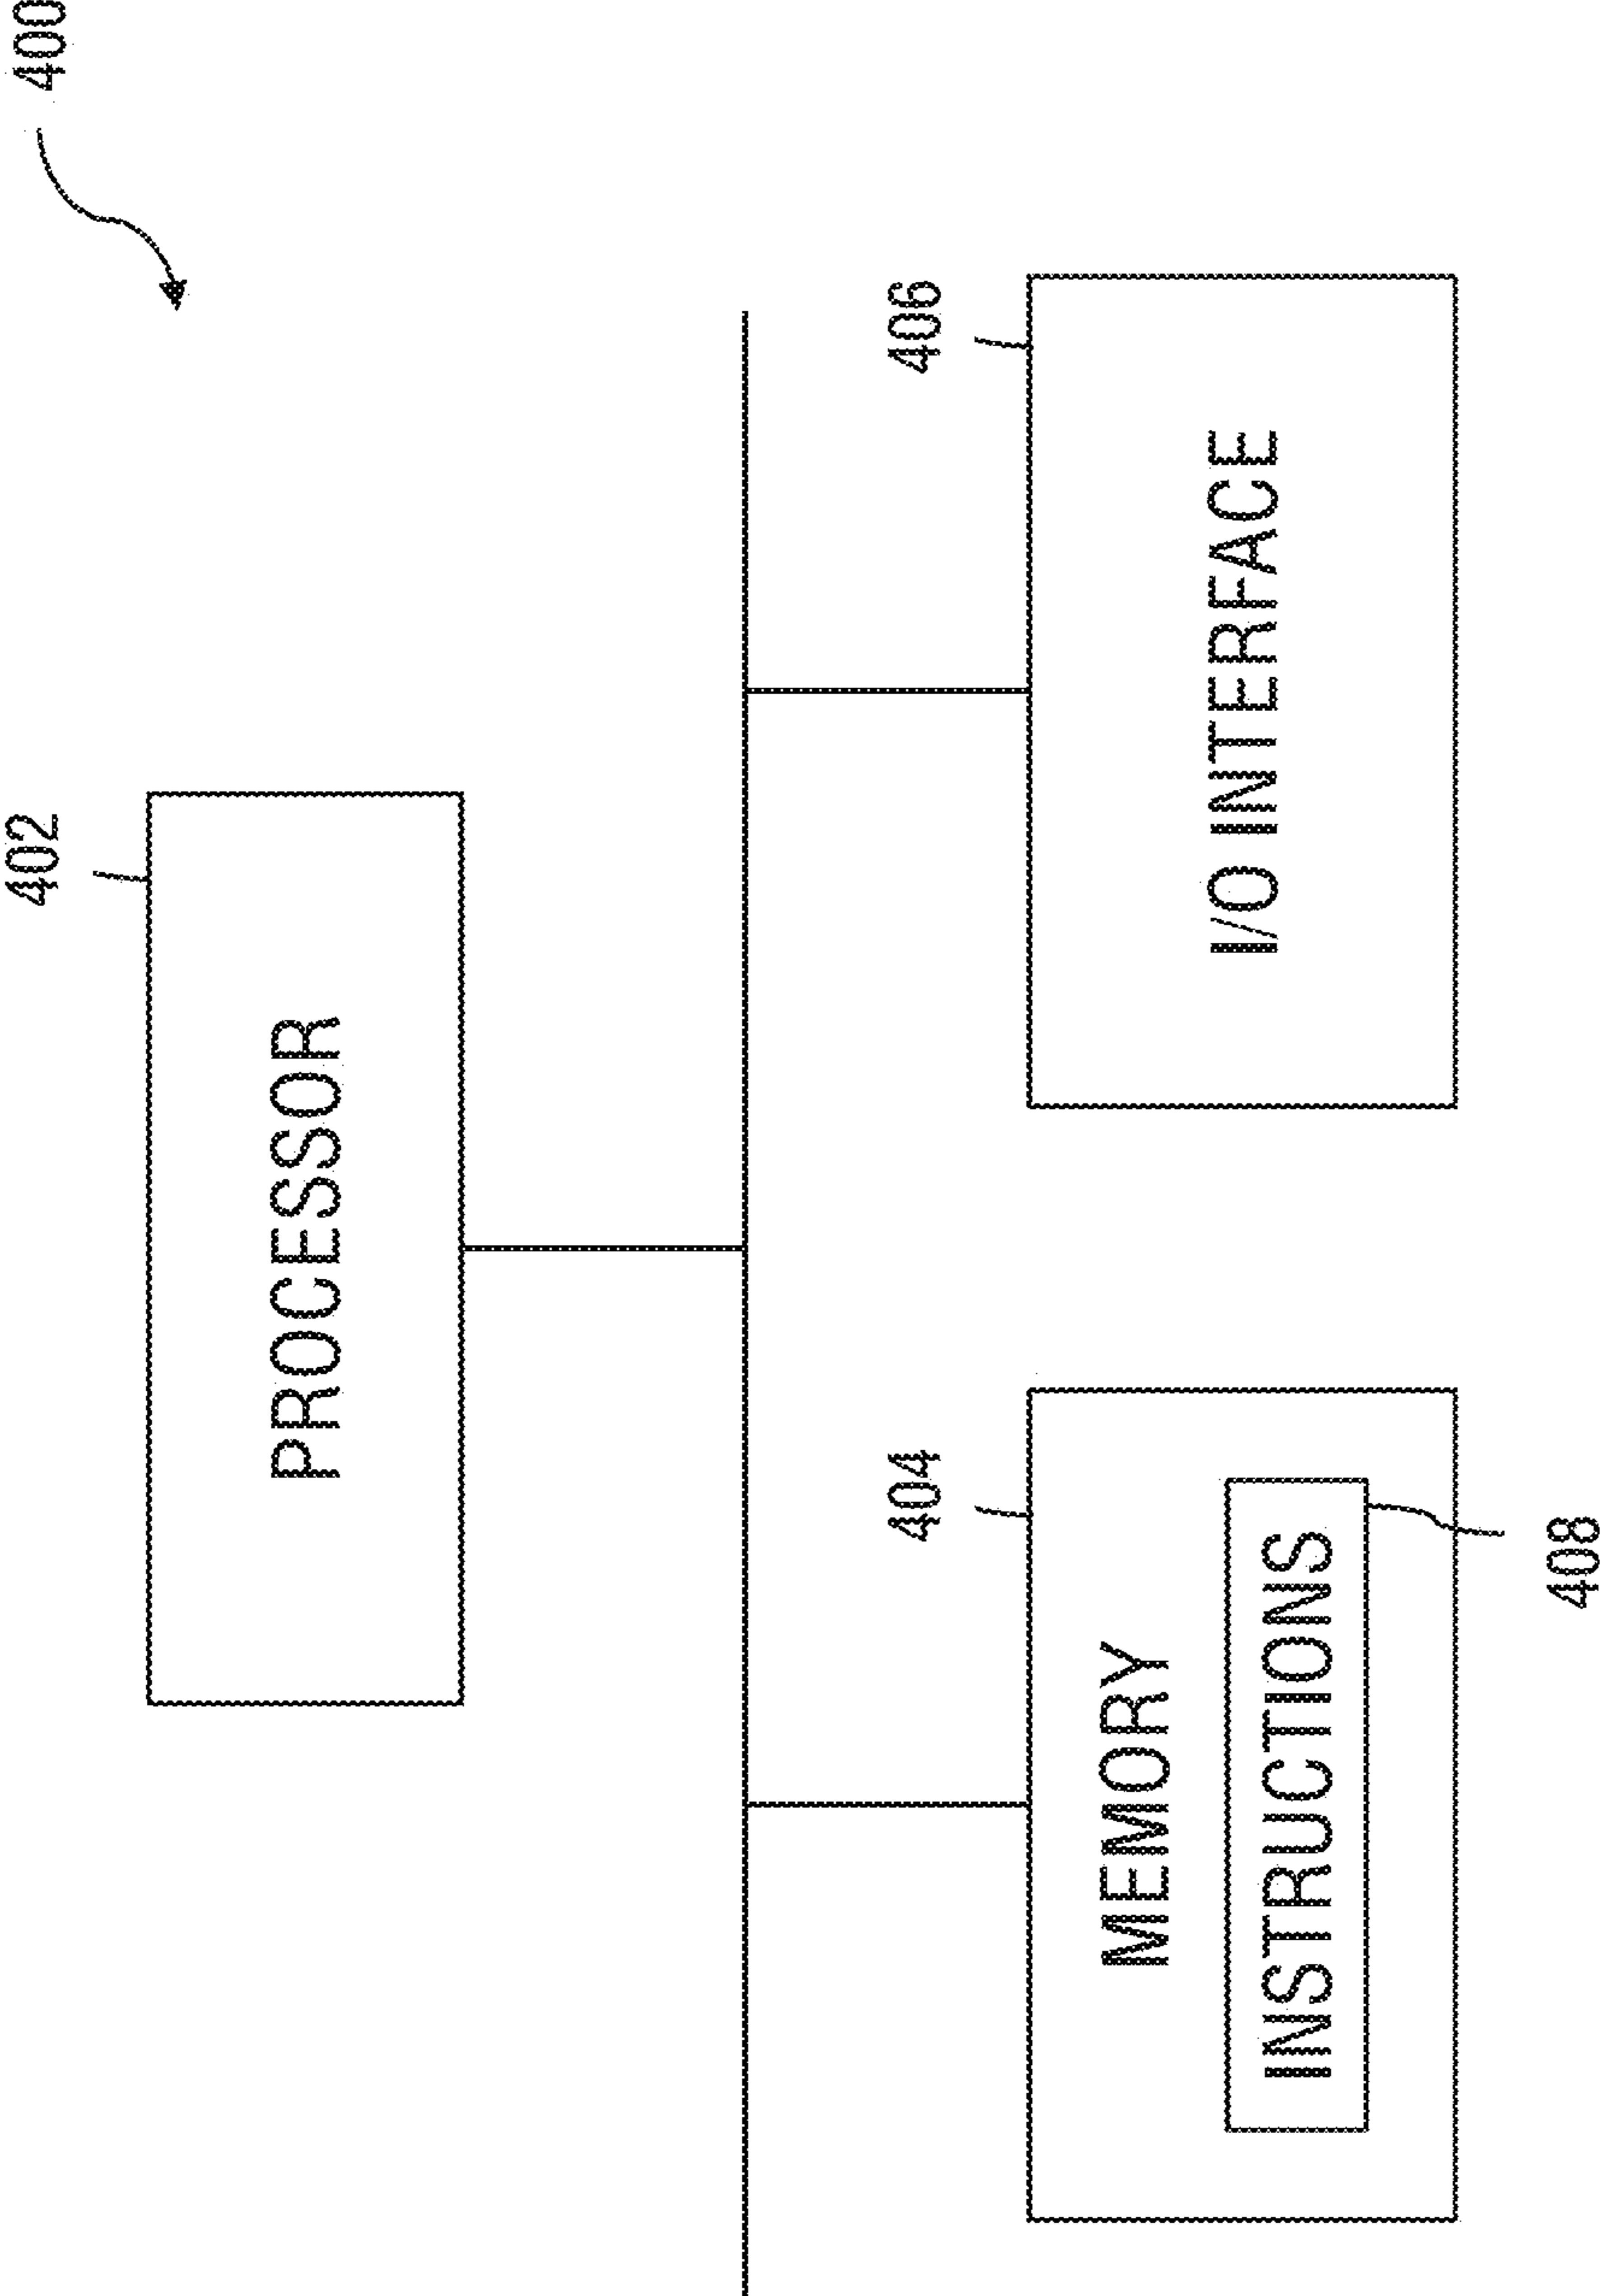 400
402
PROCESSOR
404
406
MEMORY
I/O INTERFACE
INSTRUCTIONS
408